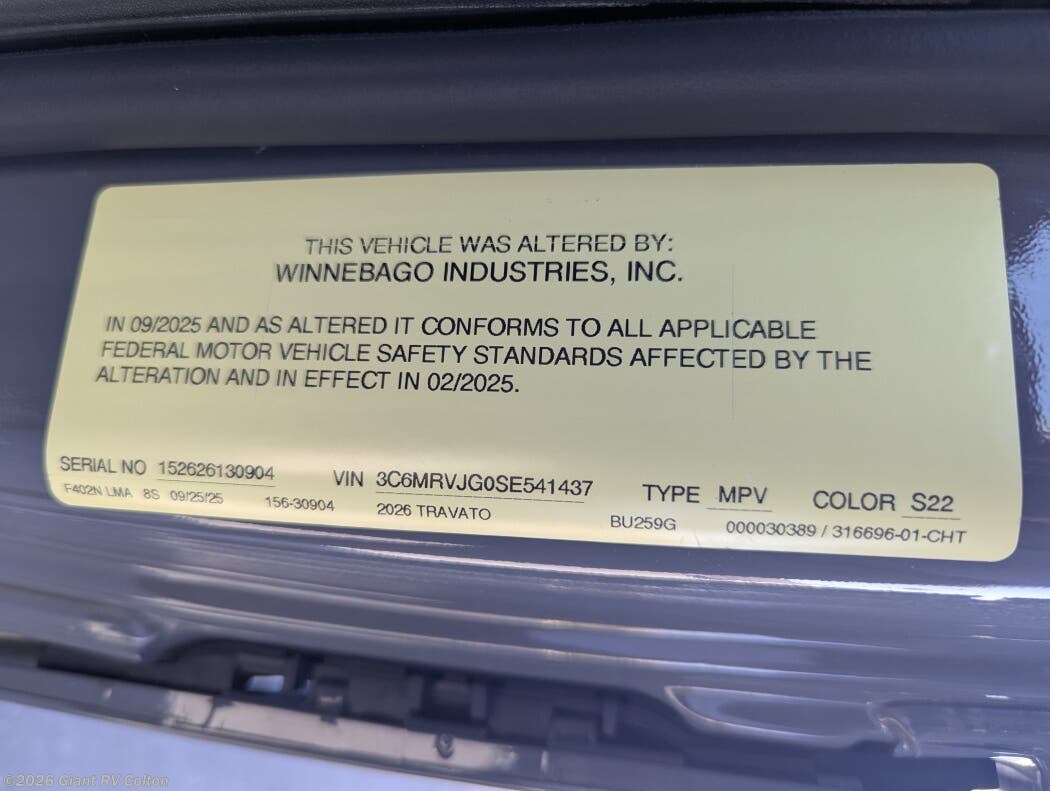 THIS VEHICLE WAS ALTERED BY:
WINNEBAGO INDUSTRIES, INC.
IN 09/2025 AND AS ALTERED IT CONFORMS TO ALL APPLICABLE
FEDERAL MOTOR VEHICLE SAFETY STANDARDS AFFECTED BY THE
ALTERATION AND IN EFFECT IN 02/2025.
SERIAL NO 152626130904 VIN 3C6MRVJG0SE541437 TYPE MPV COLOR S22
F402N LMA 8S 09/25/25 156-30904 2026 TRAVATO BU259G 000030389 / 316696-01-CHT
©2026 Giant RV Colton